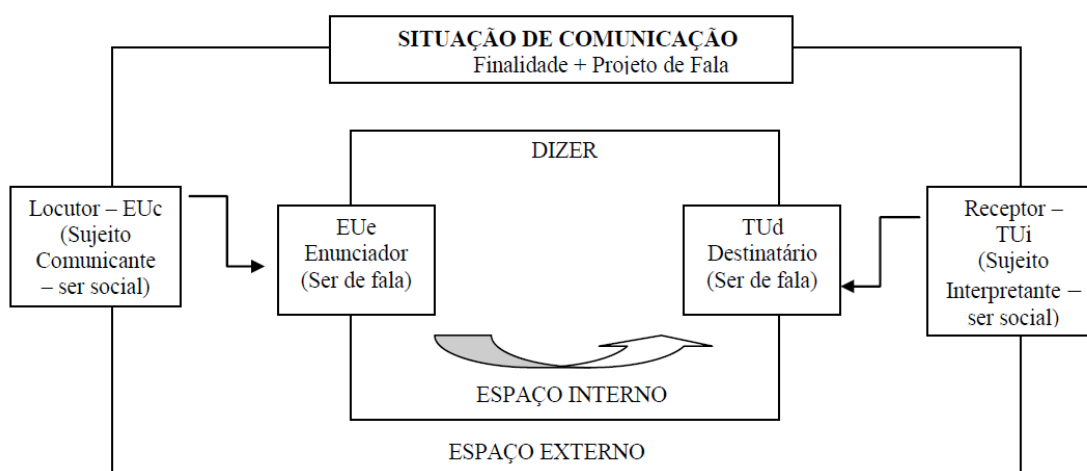 SITUAÇÃO DE COMUNICAÇÃO
Finalidade + Projeto de Fala
DIZER
Locutor – EUc
(Sujeito
Comunicante
– ser social)
EUe
Enunciador
(Ser de fala)
TUd
Destinatário
(Ser de fala)
Receptor –
TUi
(Sujeito
Interpretante –
ser social)
ESPAÇO INTERNO
ESPAÇO EXTERNO